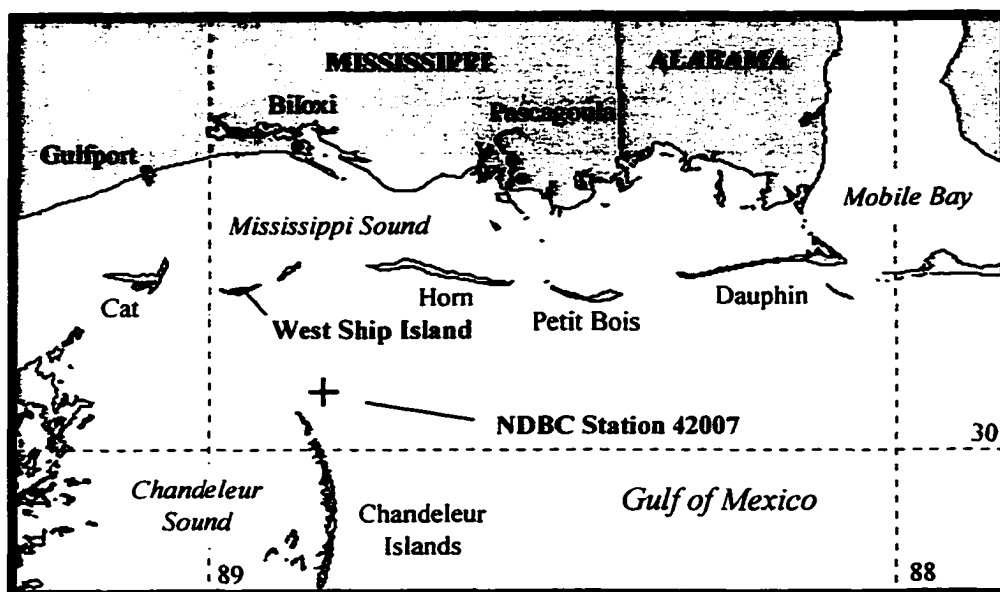 MISSISSIPPI
ALABAMA
Biloxi
Pascagoula
Gulfport
Mobile Bay
Mississippi Sound
Cat
Horn
Dauphin
West Ship Island
Petit Bois
NDBC Station 42007
30
Chandeleur
Sound
Gulf of Mexico
Chandeleur
Islands
89
88